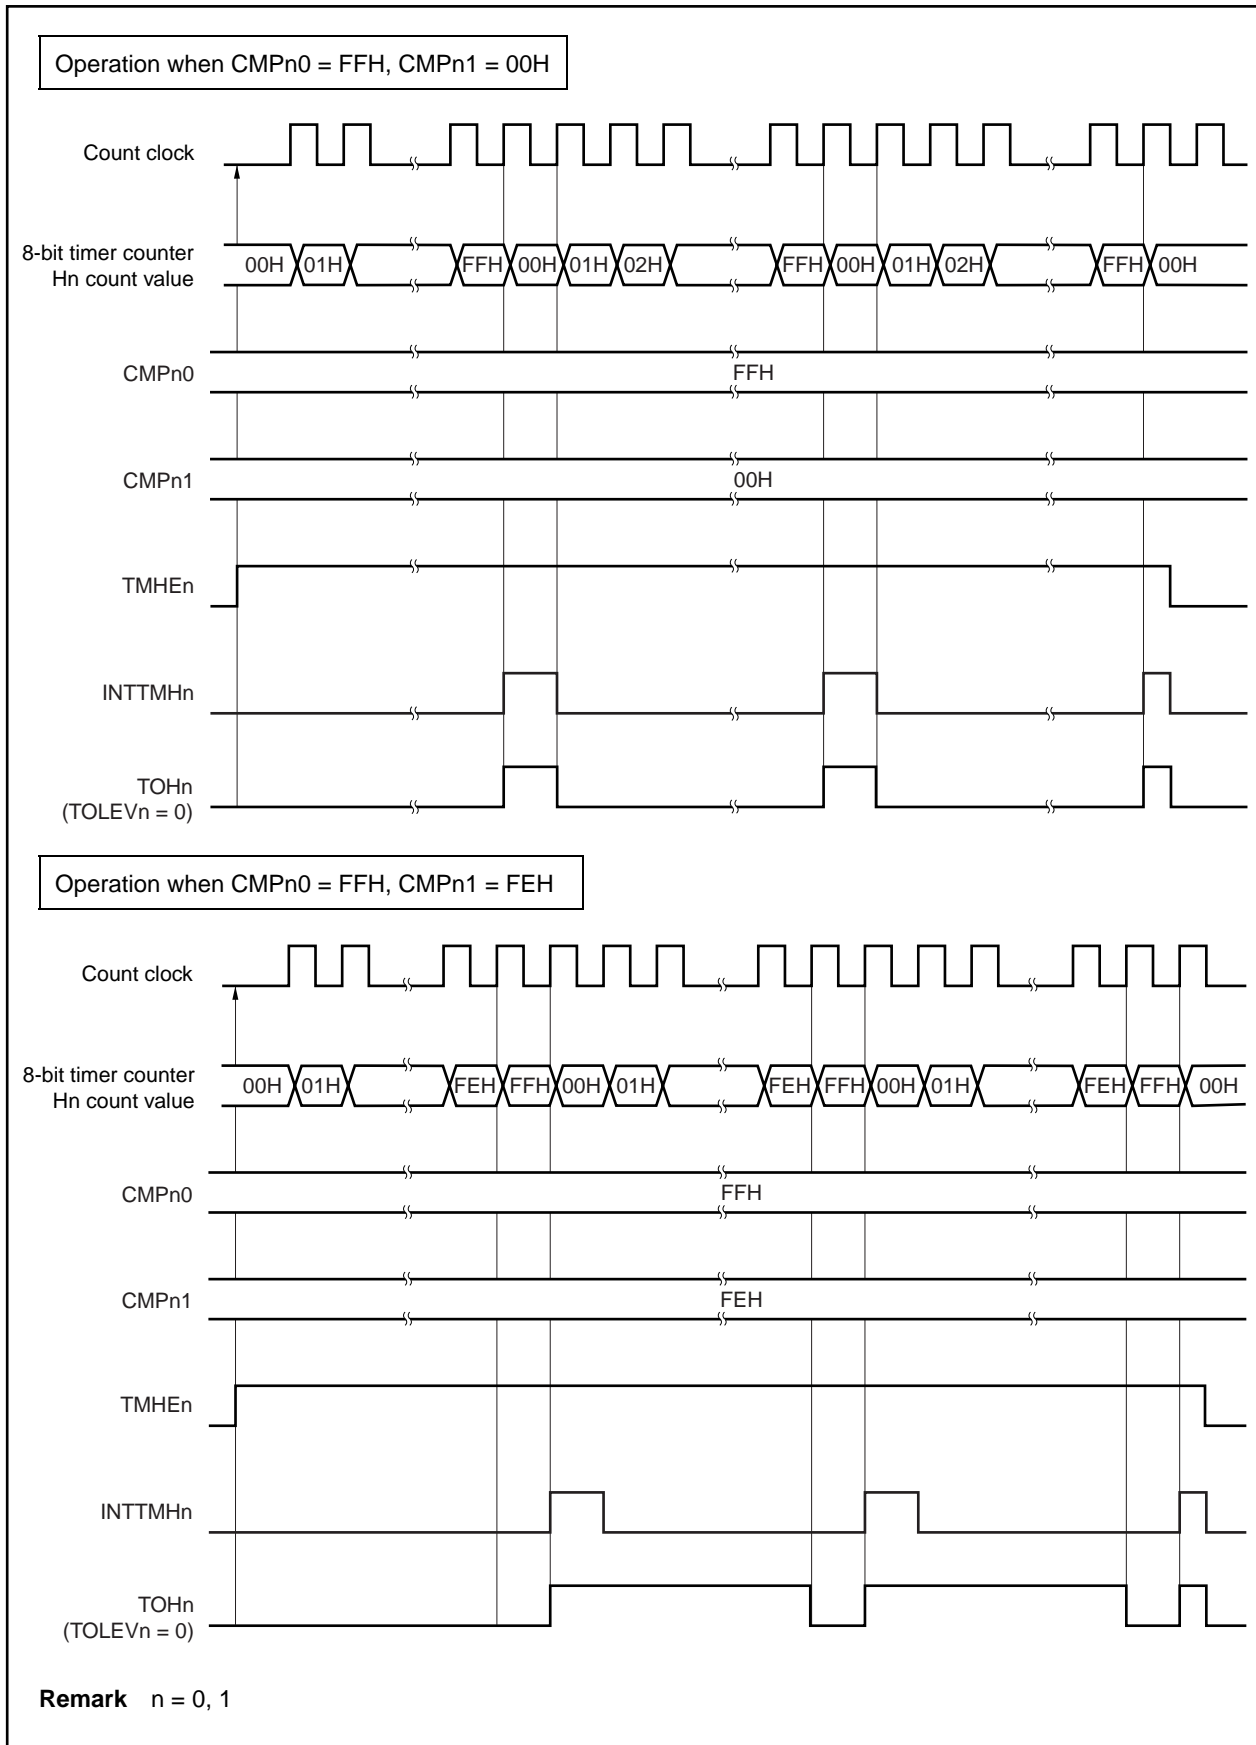 Operation when CMPn0 = FFH, CMPn1 = 00H
Count clock
8-bit timer counter
Hn count value
00H 01H FFH 00H 01H 02H FFH 00H 01H 02H FFH 00H
CMPn0
FFH
CMPn1
00H
TMHEn
INTTMHn
TOHn
(TOLEVn = 0)
Operation when CMPn0 = FFH, CMPn1 = FEH
Count clock
8-bit timer counter
Hn count value
00H 01H FEH FFH 00H 01H FEH FFH 00H 01H FEH FFH 00H
CMPn0
FFH
CMPn1
FEH
TMHEn
INTTMHn
TOHn
(TOLEVn = 0)
Remark n = 0, 1